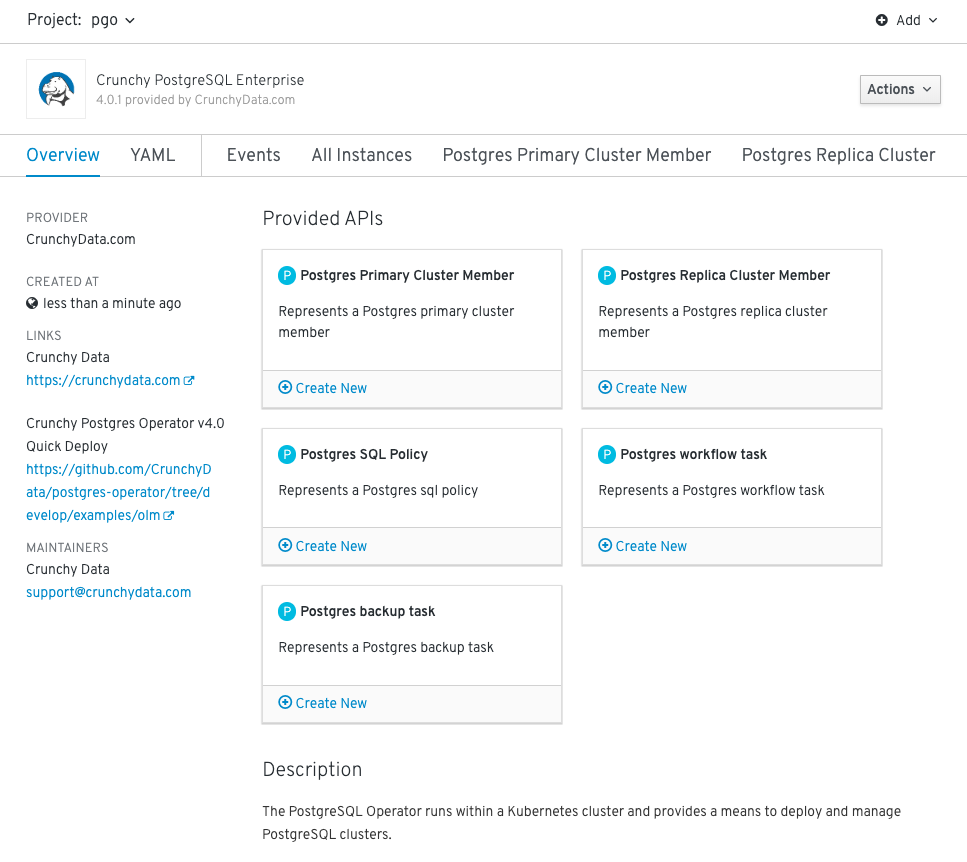 Project: pgo
Add
Crunchy PostgreSQL Enterprise
4.0.1 provided by CrunchyData.com
Actions
Overview YAML Events All Instances Postgres Primary Cluster Member Postgres Replica Cluster
PROVIDER
CrunchyData.com
CREATED AT
less than a minute ago
LINKS
Crunchy Data
https://crunchydata.com
Crunchy Postgres Operator v4.0
Quick Deploy
https://github.com/CrunchyD
ata/postgres-operator/tree/d
evelop/examples/olm
MAINTAINERS
Crunchy Data
support@crunchydata.com
Provided APIs
P Postgres Primary Cluster Member
Represents a Postgres primary cluster
member
Create New
P Postgres Replica Cluster Member
Represents a Postgres replica cluster
member
Create New
P Postgres SQL Policy
Represents a Postgres sql policy
Create New
P Postgres workflow task
Represents a Postgres workflow task
Create New
P Postgres backup task
Represents a Postgres backup task
Create New
Description
The PostgreSQL Operator runs within a Kubernetes cluster and provides a means to deploy and manage
PostgreSQL clusters.